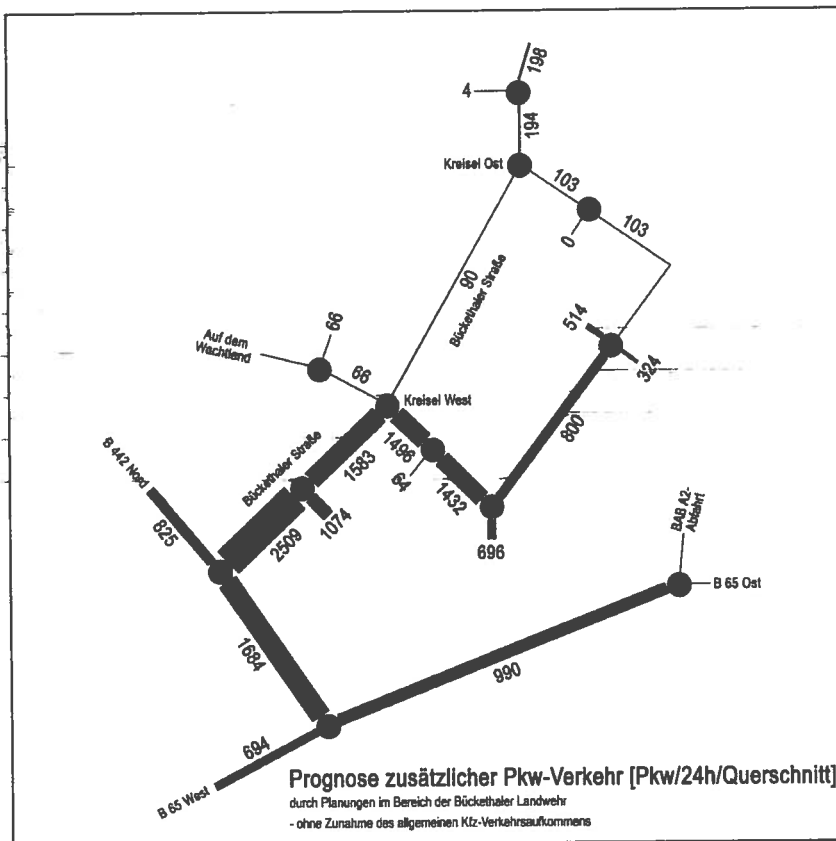 198
4
194
Kreisel Ost
103
103
0
90
Bückethaler Straße
514
324
66
Auf dem
Wachtland
66
Kreisel West
800
1496
64
1432
Bückethaler Straße
1583
B 442 Nord
825
2509
1074
696
BAB A2-
Abfahrt
B 65 Ost
1684
990
694
B 65 West
Prognose zusätzlicher Pkw-Verkehr [Pkw/24h/Querschnitt]
durch Planungen im Bereich der Bückethaler Landwehr
- ohne Zunahme des allgemeinen Kfz-Verkehrsaufkommens